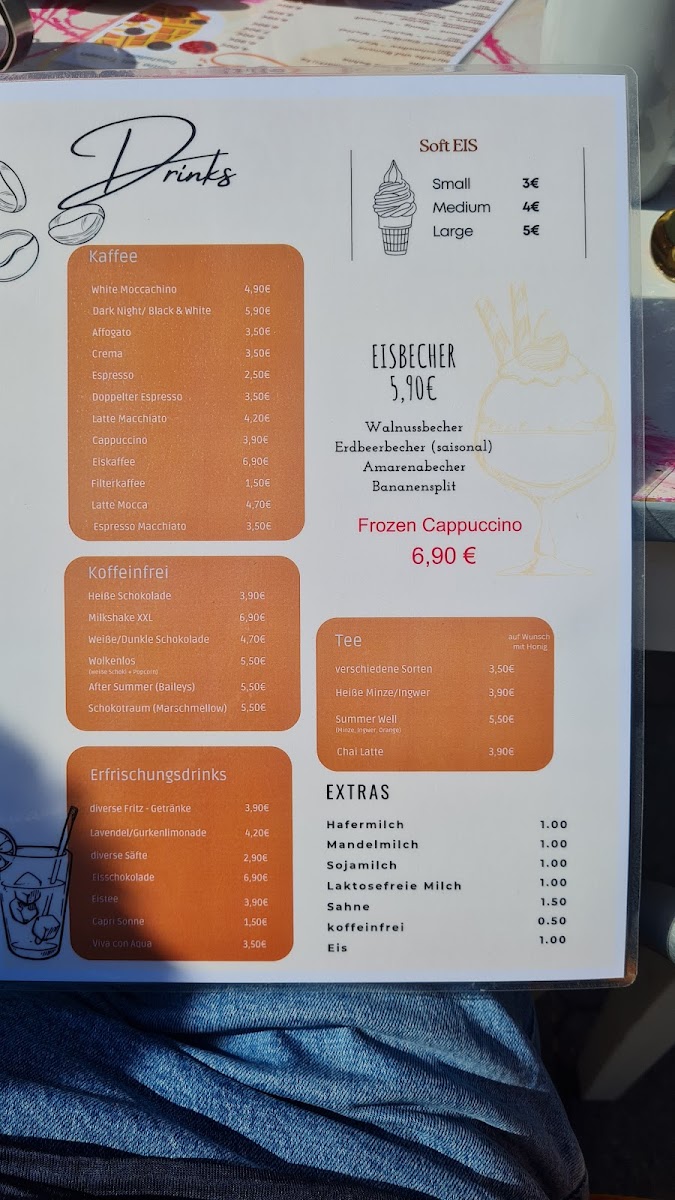 Drinks
Kaffee
White Moccachino 4,90€
Dark Night/ Black & White 5,90€
Affogato 3,50€
Crema 3,50€
Espresso 2,50€
Doppelter Espresso 3,50€
Latte Macchiato 4,20€
Cappuccino 3,90€
Eiskaffee 6,90€
Filterkaffee 1,50€
Latte Mocca 4,70€
Espresso Macchiato 3,50€
Koffeinfrei
Heiße Schokolade 3,90€
Milkshake XXL 6,90€
Weiße/Dunkle Schokolade 4,70€
Wolkenlos 5,50€
(weiße Schoki + Popcorn)
After Summer (Baileys) 5,50€
Schokotraum (Marschmellow) 5,50€
Erfrischungsdrinks
diverse Fritz - Getränke 3,90€
Lavendel/Gurkenlimonade 4,20€
diverse Säfte 2,90€
Eisschokolade 6,90€
Eistee 3,90€
Capri Sonne 1,50€
Viva con Aqua 3,50€
Soft EIS
Small 3€
Medium 4€
Large 5€
EISBECHER
5,90€
Walnussbecher
Erdbeerbecher (saisonal)
Amarenabecher
Bananensplit
Frozen Cappuccino
6,90 €
Tee
auf Wunsch
mit Honig
verschiedene Sorten 3,50€
Heiße Minze/Ingwer 3,90€
Summer Well 5,50€
(Minze, Ingwer, Orange)
Chai Latte 3,90€
EXTRAS
Hafermilch 1.00
Mandelmilch 1.00
Sojamilch 1.00
Laktosefreie Milch 1.00
Sahne 1.50
koffeinfrei 0.50
Eis 1.00